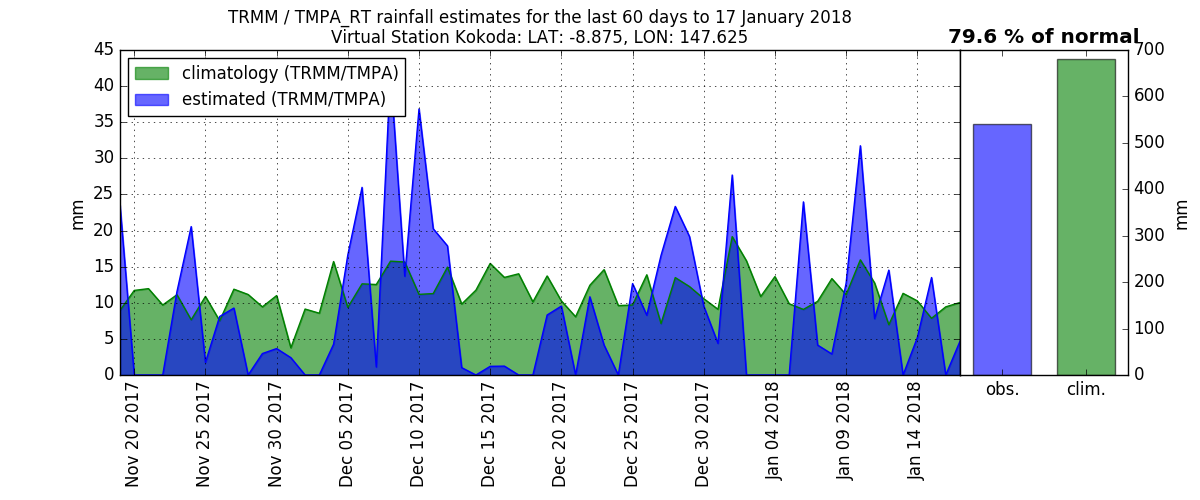 TRMM / TMPA_RT rainfall estimates for the last 60 days to 17 January 2018
Virtual Station Kokoda: LAT: -8.875, LON: 147.625
79.6 % of normal
climatology (TRMM/TMPA)
estimated (TRMM/TMPA)
mm
45
40
35
30
25
20
15
10
5
0
Nov 20 2017
Nov 25 2017
Nov 30 2017
Dec 05 2017
Dec 10 2017
Dec 15 2017
Dec 20 2017
Dec 25 2017
Dec 30 2017
Jan 04 2018
Jan 09 2018
Jan 14 2018
700
600
500
400
300
200
100
0
mm
obs.
clim.